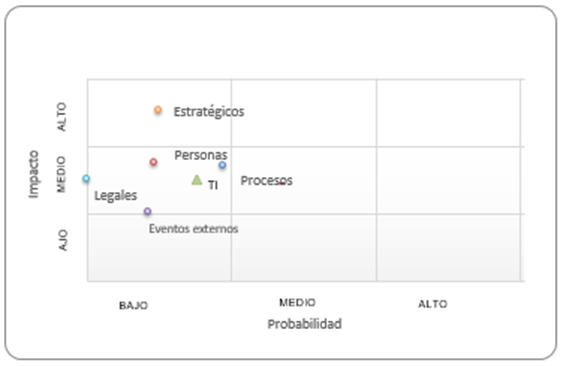 Estratégicos
Personas
Procesos
TI
Legales
Eventos externos
Impacto
ALTO
MEDIO
AJO
BAJO
MEDIO
ALTO
Probabilidad